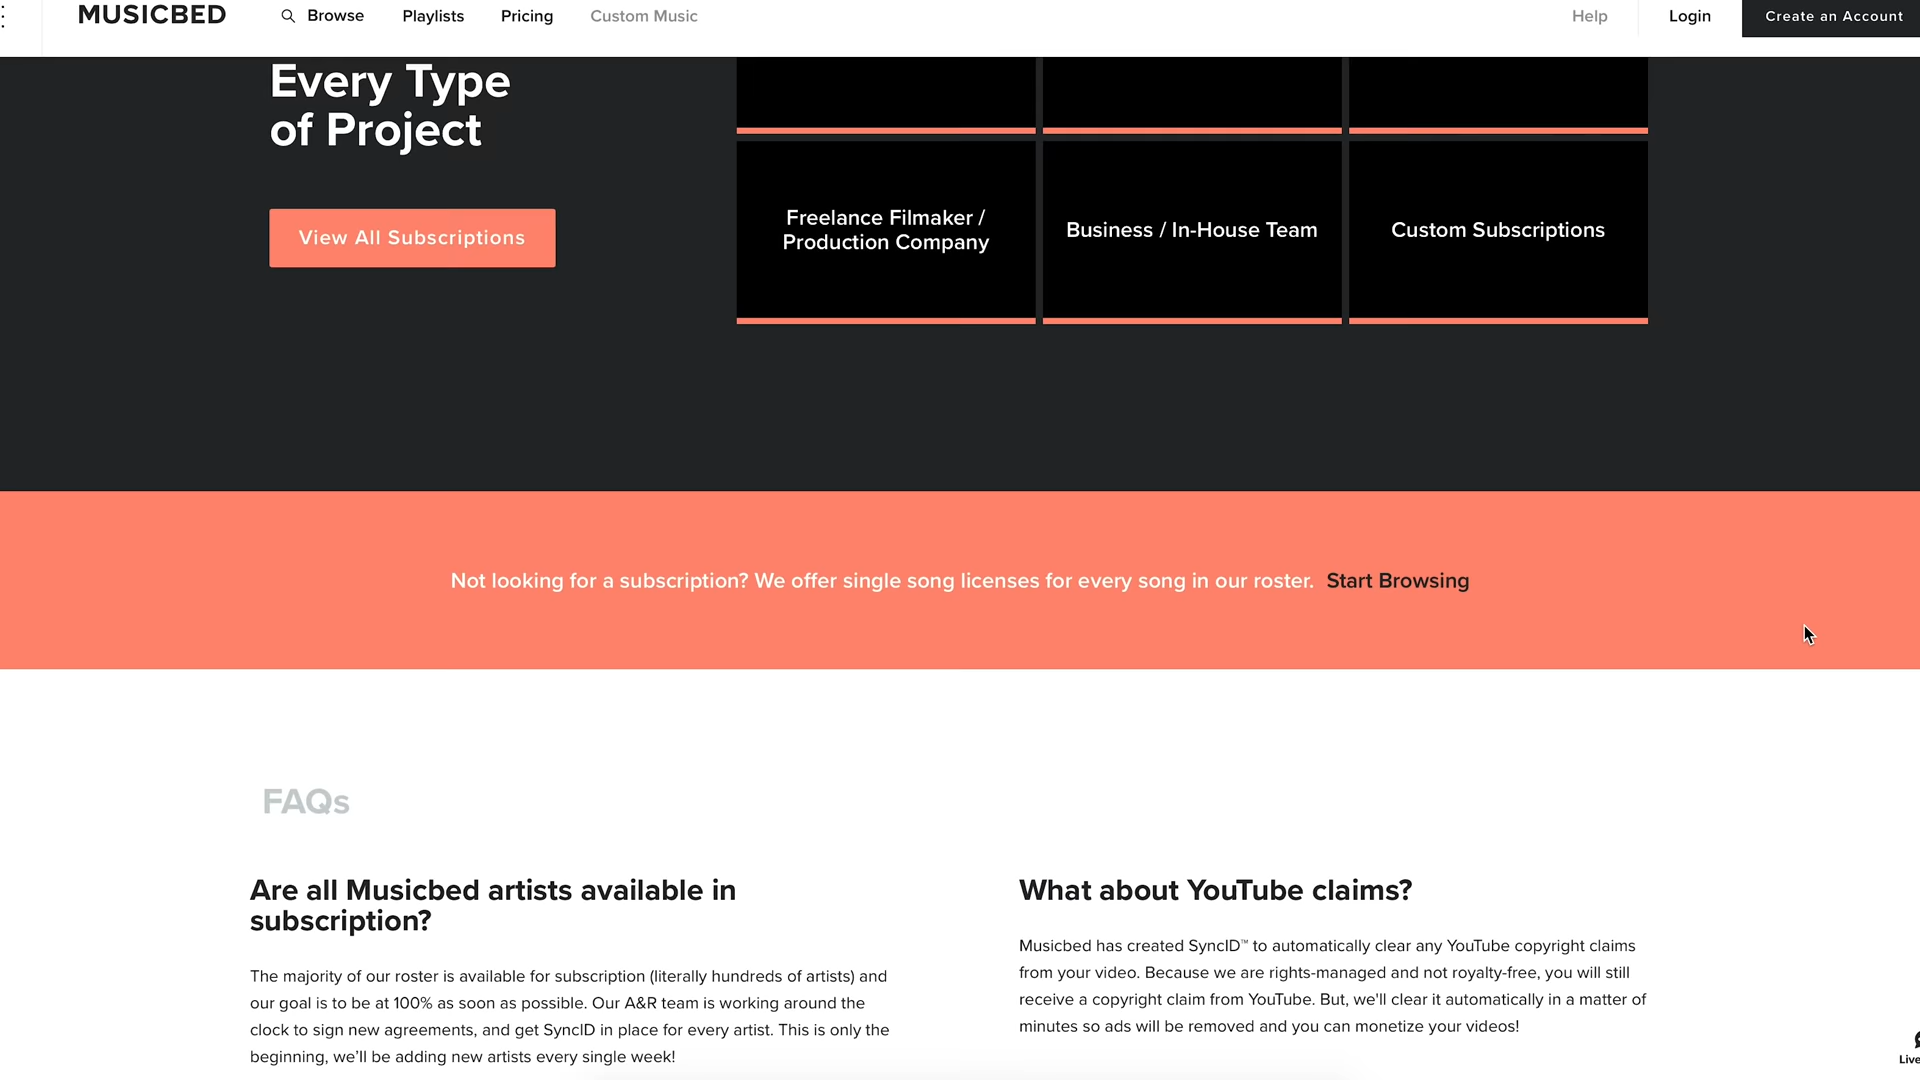 MUSICBED
Browse
Playlists
Pricing
Custom Music
Help
Login
Create an Account
Every Type
of Project
View All Subscriptions
Freelance Filmaker /
Production Company
Business / In-House Team
Custom Subscriptions
Not looking for a subscription? We offer single song licenses for every song in our roster. Start Browsing
FAQs
Are all Musicbed artists available in
subscription?
The majority of our roster is available for subscription (literally hundreds of artists) and
our goal is to be at 100% as soon as possible. Our A&R team is working around the
clock to sign new agreements, and get SyncID in place for every artist. This is only the
beginning, we’ll be adding new artists every single week!
What about YouTube claims?
Musicbed has created SyncID™ to automatically clear any YouTube copyright claims
from your video. Because we are rights-managed and not royalty-free, you will still
receive a copyright claim from YouTube. But, we'll clear it automatically in a matter of
minutes so ads will be removed and you can monetize your videos!
Live